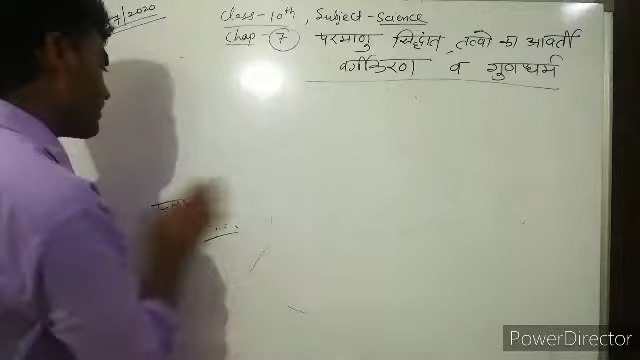 7/2020
Class-10th, Subject-Science
Chap-7 परमाणु सिद्धांत, तत्वों का आवर्ती
वर्गीकरण व गुणधर्म
PowerDirector